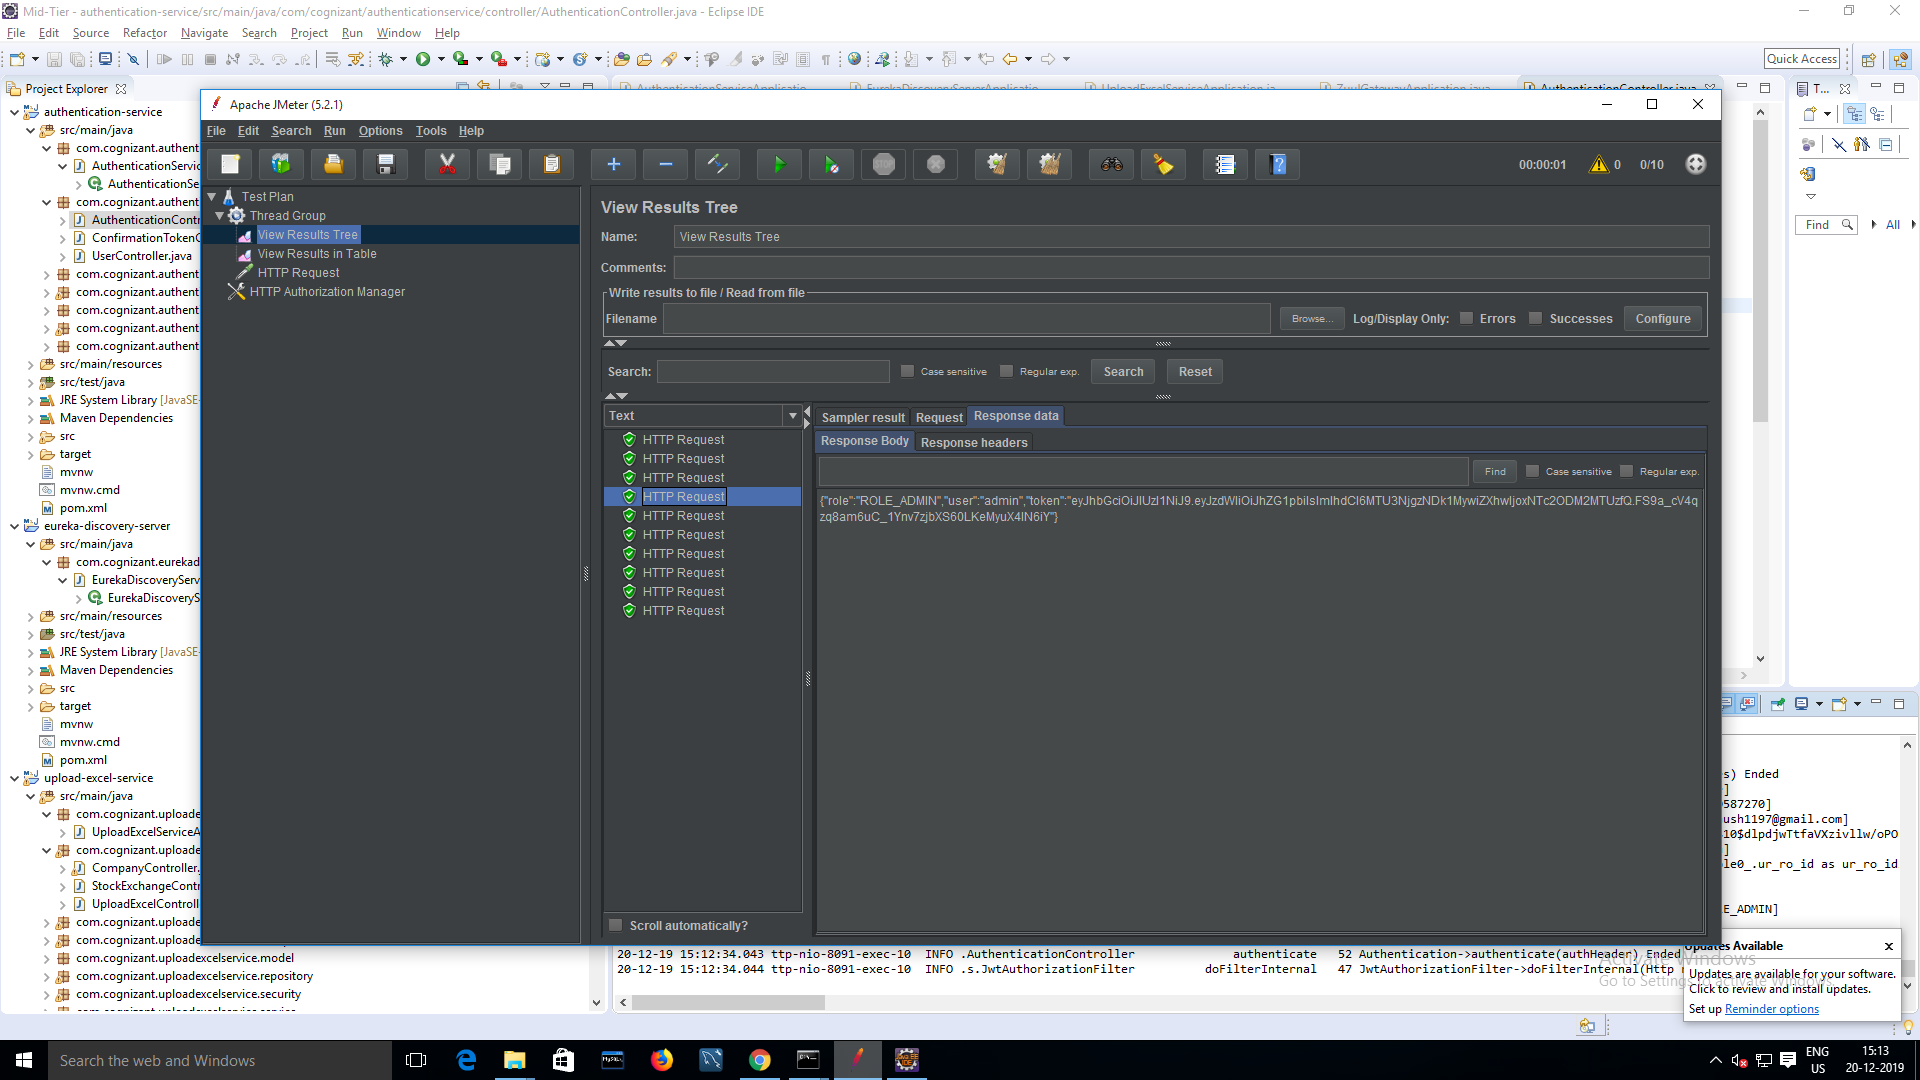 Mid-Tier - authentication-service/src/main/java/com/cognizant/authenticationservice/controller/AuthenticationController.java - Eclipse IDE
File Edit Source Refactor Navigate Search Project Run Window Help
Quick Access
Project Explorer
authentication-service
src/main/java
com.cognizant.authent
AuthenticationServic
AuthenticationSe
com.cognizant.authent
AuthenticationContr
ConfirmationTokenC
UserController.java
com.cognizant.authent
com.cognizant.authent
com.cognizant.authent
com.cognizant.authent
com.cognizant.authent
src/main/resources
src/test/java
JRE System Library [JavaSE-
Maven Dependencies
src
target
mvnw
mvnw.cmd
pom.xml
eureka-discovery-server
src/main/java
com.cognizant.eurekad
EurekaDiscoveryServ
EurekaDiscoveryS
src/main/resources
src/test/java
JRE System Library [JavaSE-
Maven Dependencies
src
target
mvnw
mvnw.cmd
pom.xml
upload-excel-service
src/main/java
com.cognizant.uploade
UploadExcelServiceA
com.cognizant.uploade
CompanyController.
StockExchangeContr
UploadExcelControll
com.cognizant.uploade
com.cognizant.uploade
com.cognizant.uploadexcelservice.model
com.cognizant.uploadexcelservice.repository
com.cognizant.uploadexcelservice.security
Apache JMeter (5.2.1)
File Edit Search Run Options Tools Help
00:00:01 0 0/10
Test Plan
Thread Group
View Results Tree
View Results in Table
HTTP Request
HTTP Authorization Manager
View Results Tree
Name: View Results Tree
Comments:
Write results to file / Read from file
Filename Browse... Log/Display Only: Errors Successes Configure
Search: Case sensitive Regular exp. Search Reset
Text
HTTP Request
HTTP Request
HTTP Request
HTTP Request
HTTP Request
HTTP Request
HTTP Request
HTTP Request
HTTP Request
HTTP Request
Scroll automatically?
Sampler result Request Response data
Response Body Response headers
Find Case sensitive Regular exp.
{"role":"ROLE_ADMIN","user":"admin","token":"eyJhbGciOiJIUzI1NiJ9.eyJzdWIiOiJhZG1pbiIsImlhdCI6MTU3NjgzNDk1MywiZXhwIjoxNTc2ODM2MTUzfQ.FS9a_cV4q
zq8am6uC_1Ynv7zjbXS60LKeMyuX4lN6iY"}
T...
Find All
s) Ended
]
9587270]
ush1197@gmail.com]
$10$dlpdjwTtfaVXzivllw/oPO
]
le0_.ur_ro_id as ur_ro_id
E_ADMIN]
20-12-19 15:12:34.043 ttp-nio-8091-exec-10 INFO .AuthenticationController authenticate 52 Authentication->authenticate(authHeader) Ended
20-12-19 15:12:34.044 ttp-nio-8091-exec-10 INFO .s.JwtAuthorizationFilter doFilterInternal 47 JwtAuthorizationFilter->doFilterInternal(Http
Updates Available
Updates are available for your software.
Click to review and install updates.
Set up Reminder options
Activate Windows
Go to Settings to activate Windows.
Search the web and Windows
ENG
US
15:13
20-12-2019